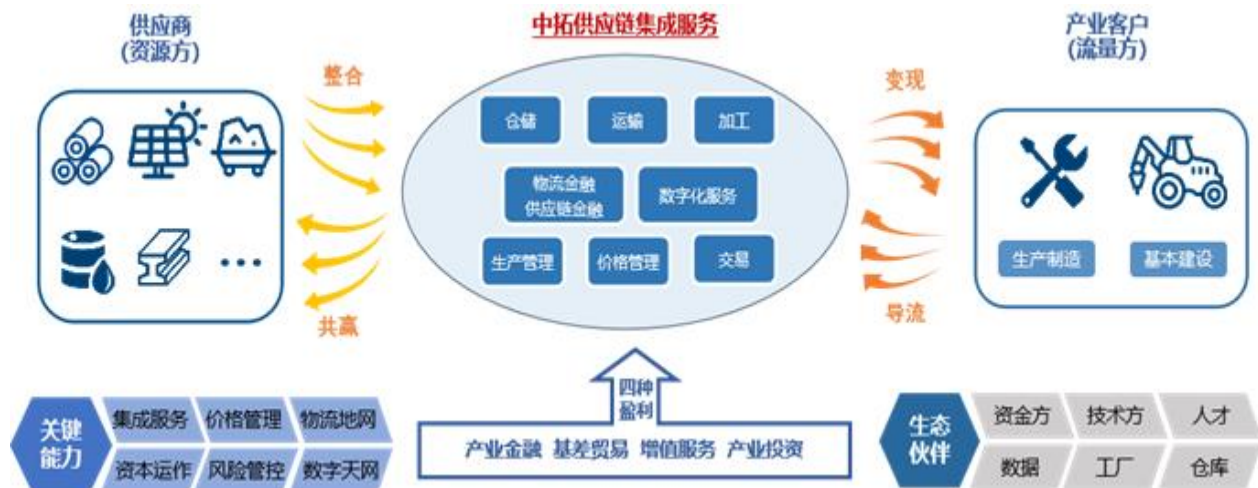 供应商
(资源方)
中拓供应链集成服务
产业客户
(流量方)
整合
变现
仓储
运输
加工
物流金融
供应链金融
数字化服务
生产管理
价格管理
交易
生产制造
基本建设
共赢
导流
四种
盈利
关键
能力
集成服务 价格管理 物流地网
资本运作 风险管控 数字天网
产业金融 基差贸易 增值服务 产业投资
生态
伙伴
资金方 技术方 人才
数据 工厂 仓库